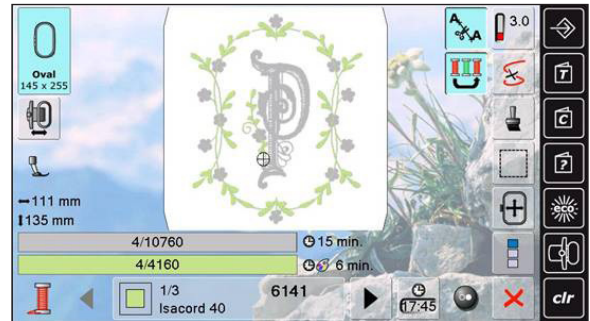 Oval
145 x 255
A
A
3.0
T
C
?
P
111 mm
135 mm
4/10760
15 min.
4/4160
6 min.
eco
1/3
Isacord 40
6141
17:45
clr